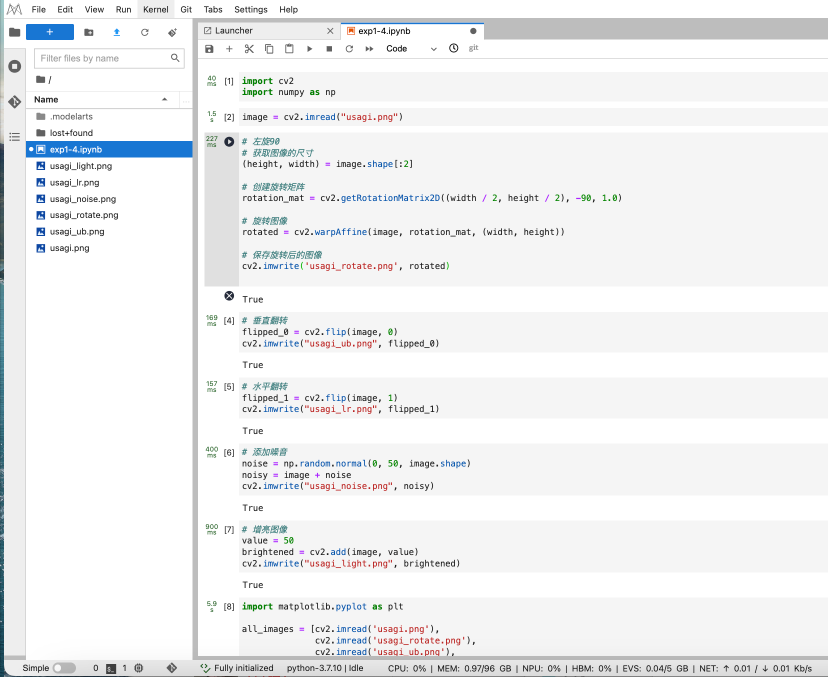 File Edit View Run Kernel Git Tabs Settings Help
Launcher
exp1-4.ipynb
Code
git
Filter files by name
/
Name
.modelarts
lost+found
exp1-4.ipynb
usagi_light.png
usagi_lr.png
usagi_noise.png
usagi_rotate.png
usagi_ub.png
usagi.png
40 ms [1] import cv2
import numpy as np
1.5 s [2] image = cv2.imread("usagi.png")
227 ms # 左旋90
# 获取图像的尺寸
(height, width) = image.shape[:2]
# 创建旋转矩阵
rotation_mat = cv2.getRotationMatrix2D((width / 2, height / 2), -90, 1.0)
# 旋转图像
rotated = cv2.warpAffine(image, rotation_mat, (width, height))
# 保存旋转后的图像
cv2.imwrite('usagi_rotate.png', rotated)
True
169 ms [4] # 垂直翻转
flipped_0 = cv2.flip(image, 0)
cv2.imwrite("usagi_ub.png", flipped_0)
True
157 ms [5] # 水平翻转
flipped_1 = cv2.flip(image, 1)
cv2.imwrite("usagi_lr.png", flipped_1)
True
400 ms [6] # 添加噪音
noise = np.random.normal(0, 50, image.shape)
noisy = image + noise
cv2.imwrite("usagi_noise.png", noisy)
True
900 ms [7] # 增亮图像
value = 50
brightened = cv2.add(image, value)
cv2.imwrite("usagi_light.png", brightened)
True
5.9 s [8] import matplotlib.pyplot as plt
all_images = [cv2.imread('usagi.png'),
cv2.imread('usagi_rotate.png'),
cv2.imread('usagi_ub.png'),
Simple 0 1 Fully initialized python-3.7.10 | Idle CPU: 0% | MEM: 0.97/96 GB | NPU: 0% | HBM: 0% | EVS: 0.04/5 GB | NET: ↑ 0.01 / ↓ 0.01 Kb/s